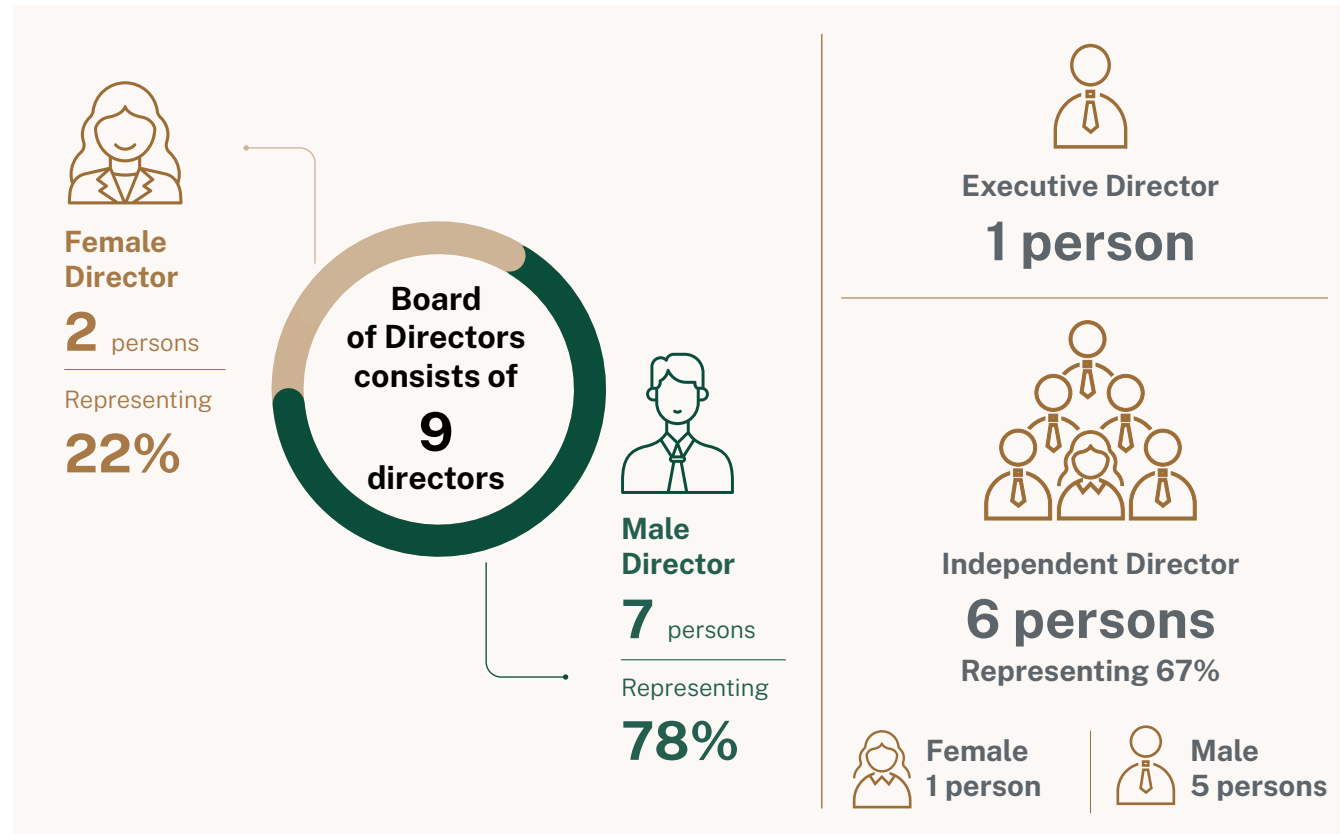 Female
Director
2 persons
Representing
22%
Board
of Directors
consists of
9
directors
Male
Director
7 persons
Representing
78%
Executive Director
1 person
Independent Director
6 persons
Representing 67%
Female
1 person
Male
5 persons